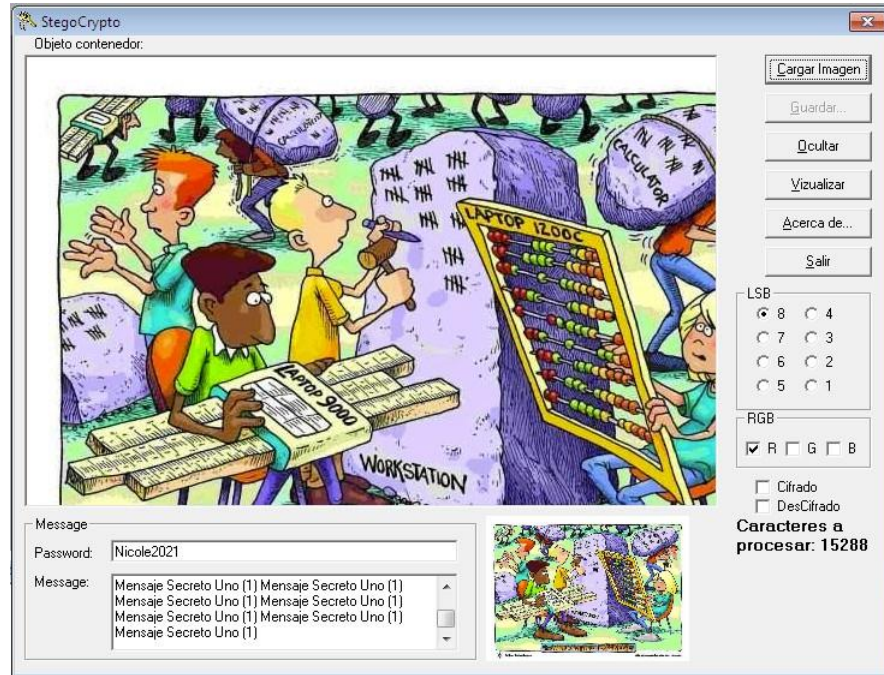 StegoCrypto
Objeto contenedor:
CALCULATOR
CALCULATOR
LAPTOP 1200C
LAPTOP 9000
WORKSTATION
Cargar Imagen
Guardar...
Ocultar
Vizualizar
Acerca de...
Salir
LSB
8 4
7 3
6 2
5 1
RGB
R G B
Cifrado
DesCifrado
Caracteres a
procesar: 15288
Message
Password: Nicole2021
Message:
Mensaje Secreto Uno (1) Mensaje Secreto Uno (1)
Mensaje Secreto Uno (1) Mensaje Secreto Uno (1)
Mensaje Secreto Uno (1) Mensaje Secreto Uno (1)
Mensaje Secreto Uno (1)